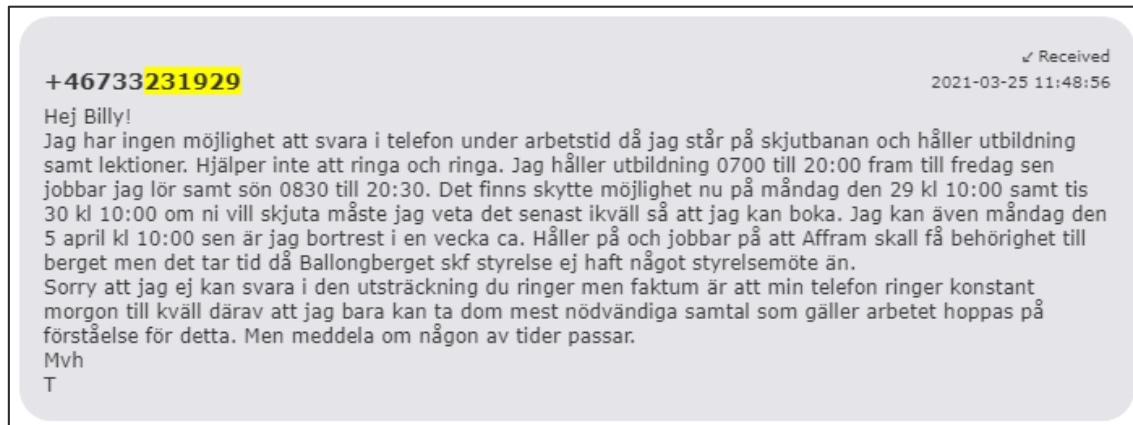 ↙ Received
+46733231929
2021-03-25 11:48:56
Hej Billy!
Jag har ingen möjlighet att svara i telefon under arbetstid då jag står på skjutbanan och håller utbildning
samt lektioner. Hjälper inte att ringa och ringa. Jag håller utbildning 0700 till 20:00 fram till fredag sen
jobbar jag lör samt sön 0830 till 20:30. Det finns skytte möjlighet nu på måndag den 29 kl 10:00 samt tis
30 kl 10:00 om ni vill skjuta måste jag veta det senast ikväll så att jag kan boka. Jag kan även måndag den
5 april kl 10:00 sen är jag bortrest i en vecka ca. Håller på och jobbar på att Affram skall få behörighet till
berget men det tar tid då Ballongberget skf styrelse ej haft något styrelsemöte än.
Sorry att jag ej kan svara i den utsträckning du ringer men faktum är att min telefon ringer konstant
morgon till kväll därav att jag bara kan ta dom mest nödvändiga samtal som gäller arbetet hoppas på
förståelse för detta. Men meddela om någon av tider passar.
Mvh
T